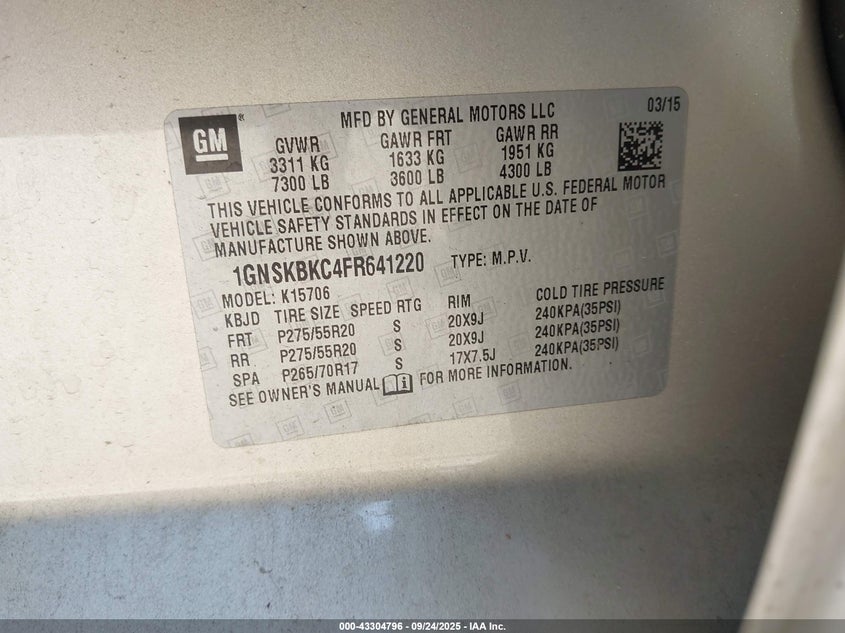 GM ®
MFD BY GENERAL MOTORS LLC
03/15
GVWR GAWR FRT GAWR RR
3311 KG 1633 KG 1951 KG
7300 LB 3600 LB 4300 LB
THIS VEHICLE CONFORMS TO ALL APPLICABLE U.S. FEDERAL MOTOR
VEHICLE SAFETY STANDARDS IN EFFECT ON THE DATE OF
MANUFACTURE SHOWN ABOVE.
1GNSKBKC4FR641220 TYPE: M.P.V.
MODEL: K15706
KBJD TIRE SIZE SPEED RTG RIM COLD TIRE PRESSURE
FRT P275/55R20 S 20X9J 240KPA(35PSI)
RR P275/55R20 S 20X9J 240KPA(35PSI)
SPA P265/70R17 S 17X7.5J 240KPA(35PSI)
SEE OWNER'S MANUAL FOR MORE INFORMATION.
000-43304796 - 09/24/2025 - IAA Inc.